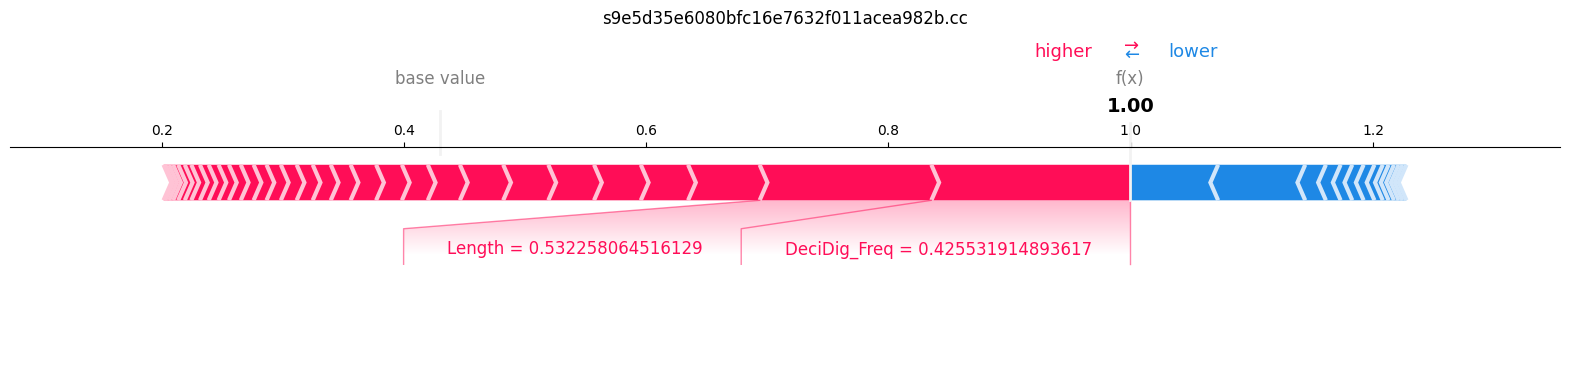 s9e5d35e6080bfc16e7632f011acea982b.cc
higher ⇄ lower
base value f(x)
1.00
0.2 0.4 0.6 0.8 1.0 1.2
Length = 0.532258064516129 DeciDig_Freq = 0.425531914893617